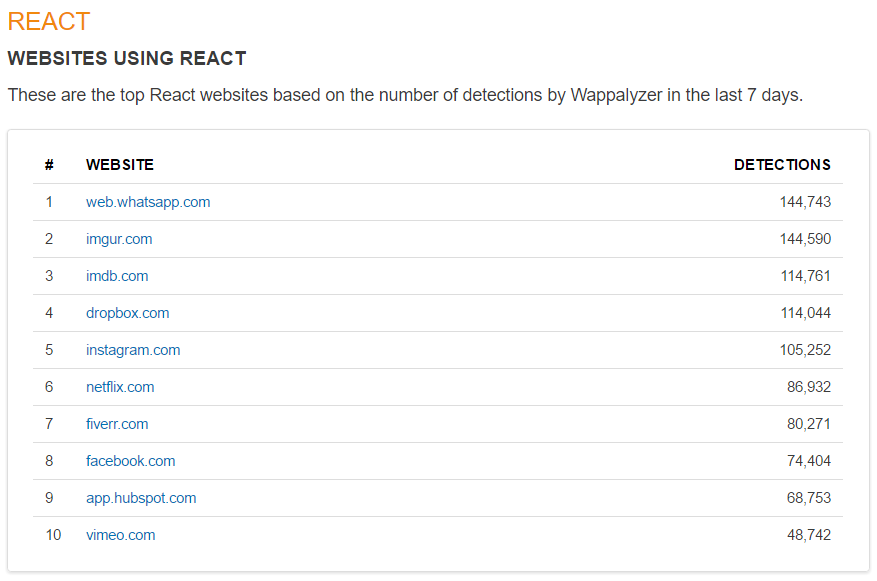 REACT
WEBSITES USING REACT
These are the top React websites based on the number of detections by Wappalyzer in the last 7 days.
# WEBSITE DETECTIONS
1 web.whatsapp.com 144,743
2 imgur.com 144,590
3 imdb.com 114,761
4 dropbox.com 114,044
5 instagram.com 105,252
6 netflix.com 86,932
7 fiverr.com 80,271
8 facebook.com 74,404
9 app.hubspot.com 68,753
10 vimeo.com 48,742